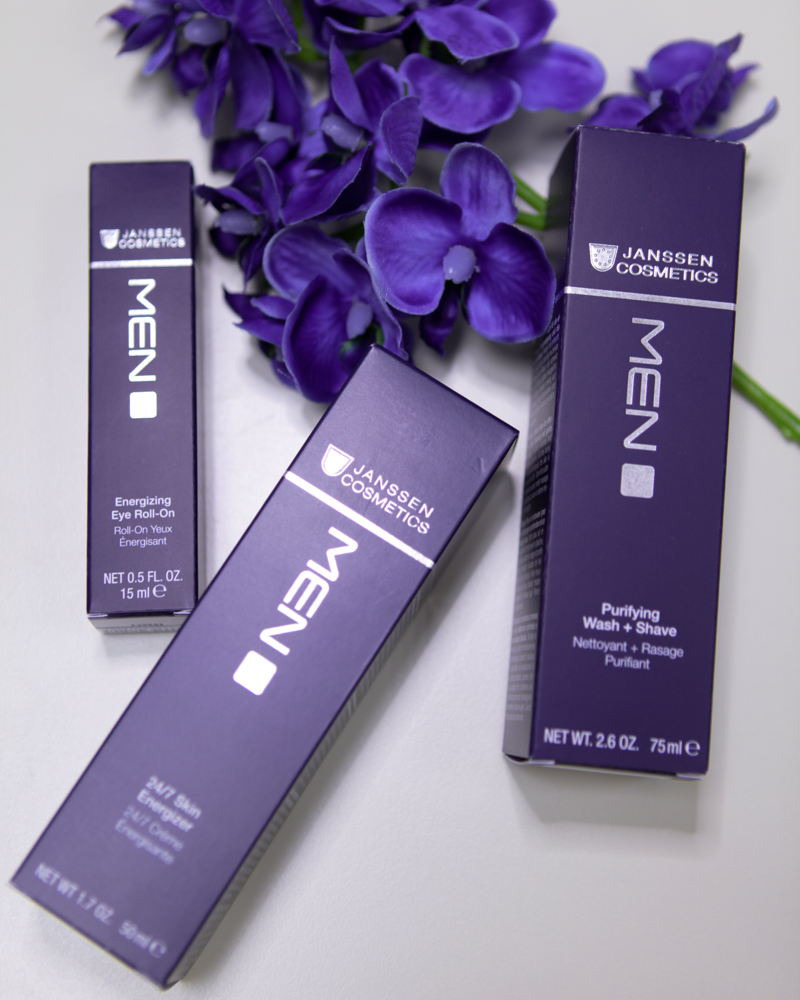 JANSSEN
COSMETICS
MEN
Energizing
Eye Roll-On
Roll-On Yeux
Énergisant
NET 0.5 FL. OZ.
15 ml ℮
JANSSEN
COSMETICS
MEN
24/7 Skin
Energizer
24/7 Crème
Énergisante
NET WT 1.7 OZ. 50 ml ℮
JANSSEN
COSMETICS
MEN
Purifying
Wash + Shave
Nettoyant + Rasage
Purifiant
NET WT. 2.6 OZ. 75 ml ℮